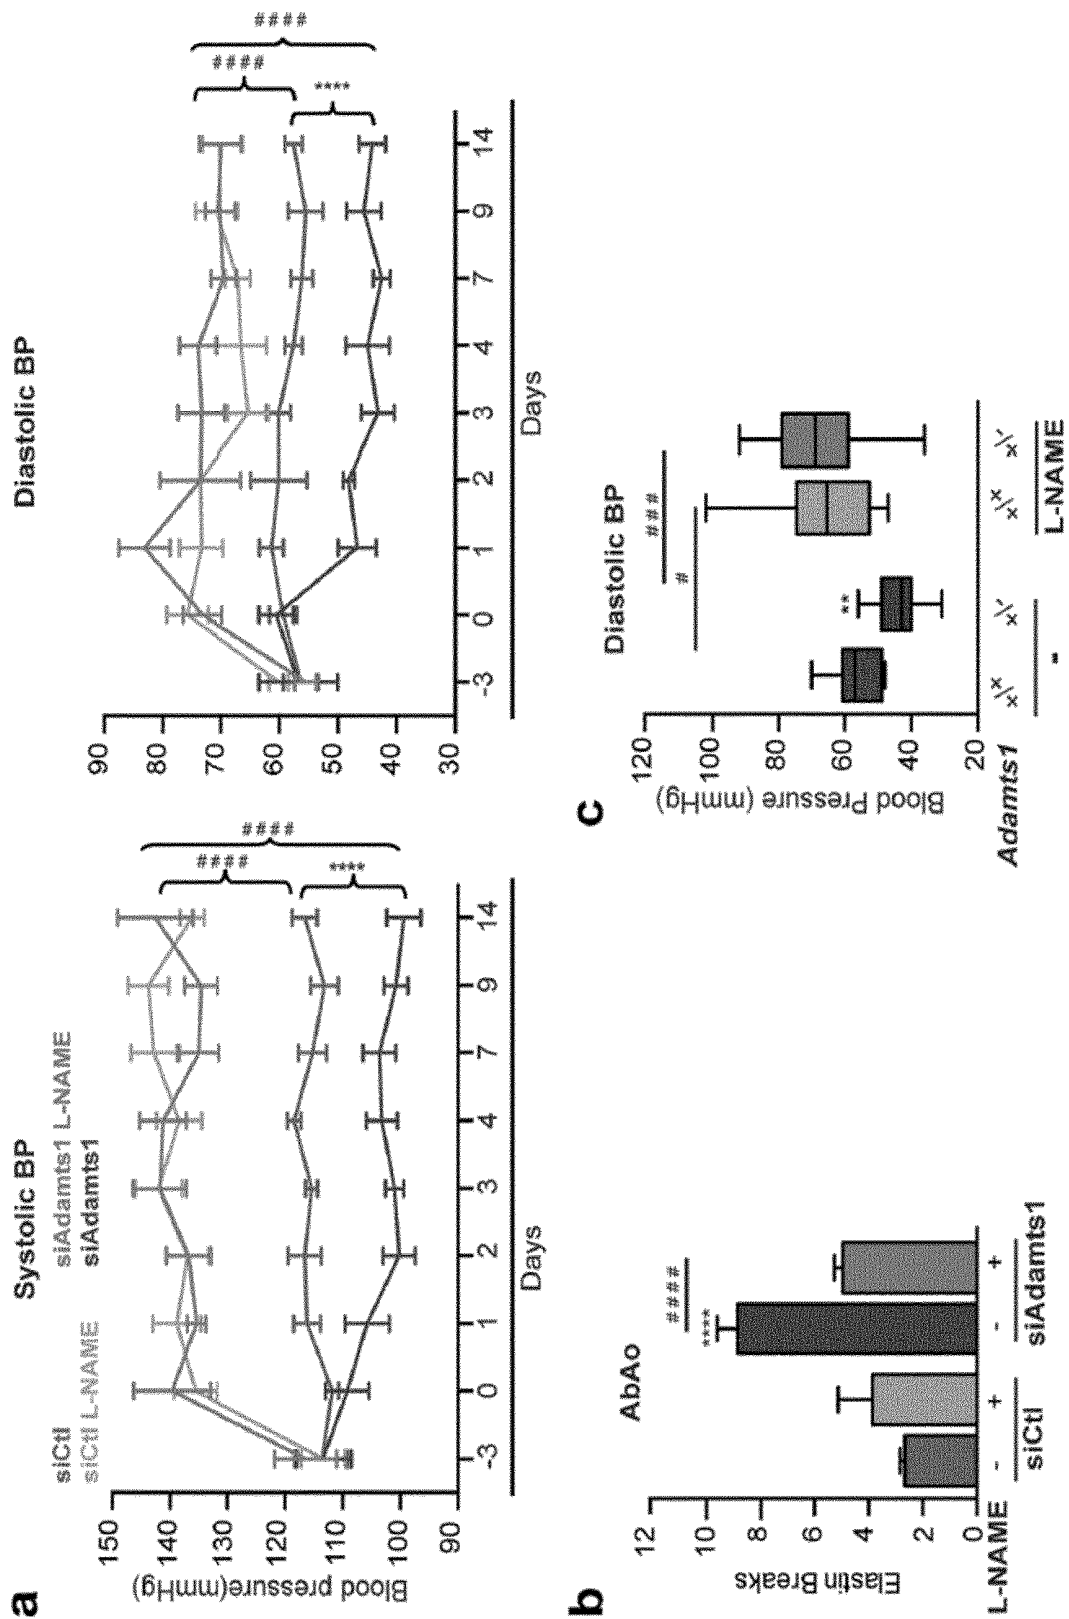 a
Systolic BP
siCtl
siAdamts1 L-NAME
siCtl L-NAME
siAdamts1
Blood pressure(mmHg)
150
140
130
120
110
100
90
####
####
****
-3 0 1 2 3 4 7 9 14
Days
Diastolic BP
90
80
70
60
50
40
30
####
####
****
-3 0 1 2 3 4 7 9 14
Days
b
AbAo
Elastin Breaks
12
10
8
6
4
2
0
####
****
L-NAME - + - +
siCtl siAdamts1
c
Diastolic BP
Blood Pressure (mmHg)
120
100
80
60
40
20
###
#
**
Adamts1 +/+ +/- +/+ +/-
- L-NAME